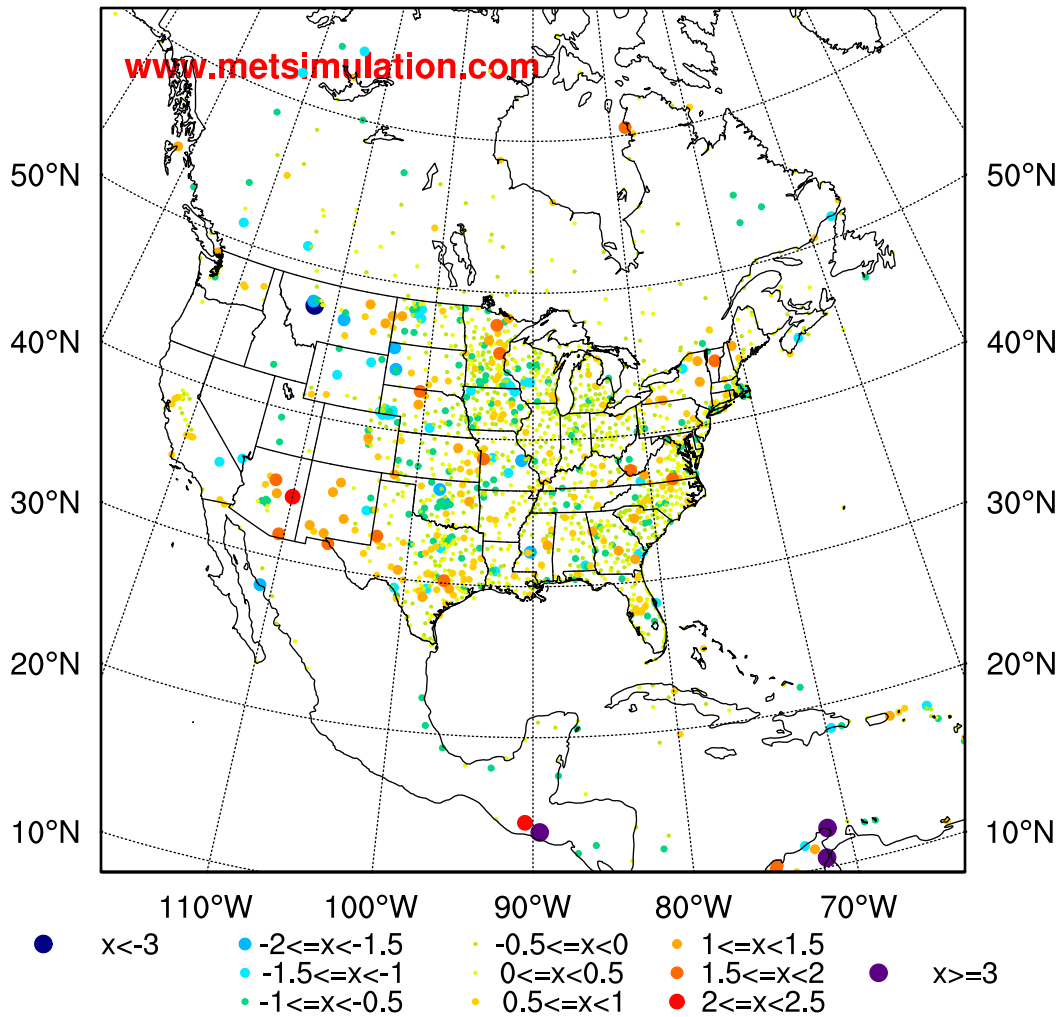 www.metsimulation.com
50°N 50°N
40°N 40°N
30°N 30°N
20°N 20°N
10°N 10°N
110°W 100°W 90°W 80°W 70°W
x<-3 -2<=x<-1.5 -0.5<=x<0 1<=x<1.5
-1.5<=x<-1 0<=x<0.5 1.5<=x<2 x>=3
-1<=x<-0.5 0.5<=x<1 2<=x<2.5